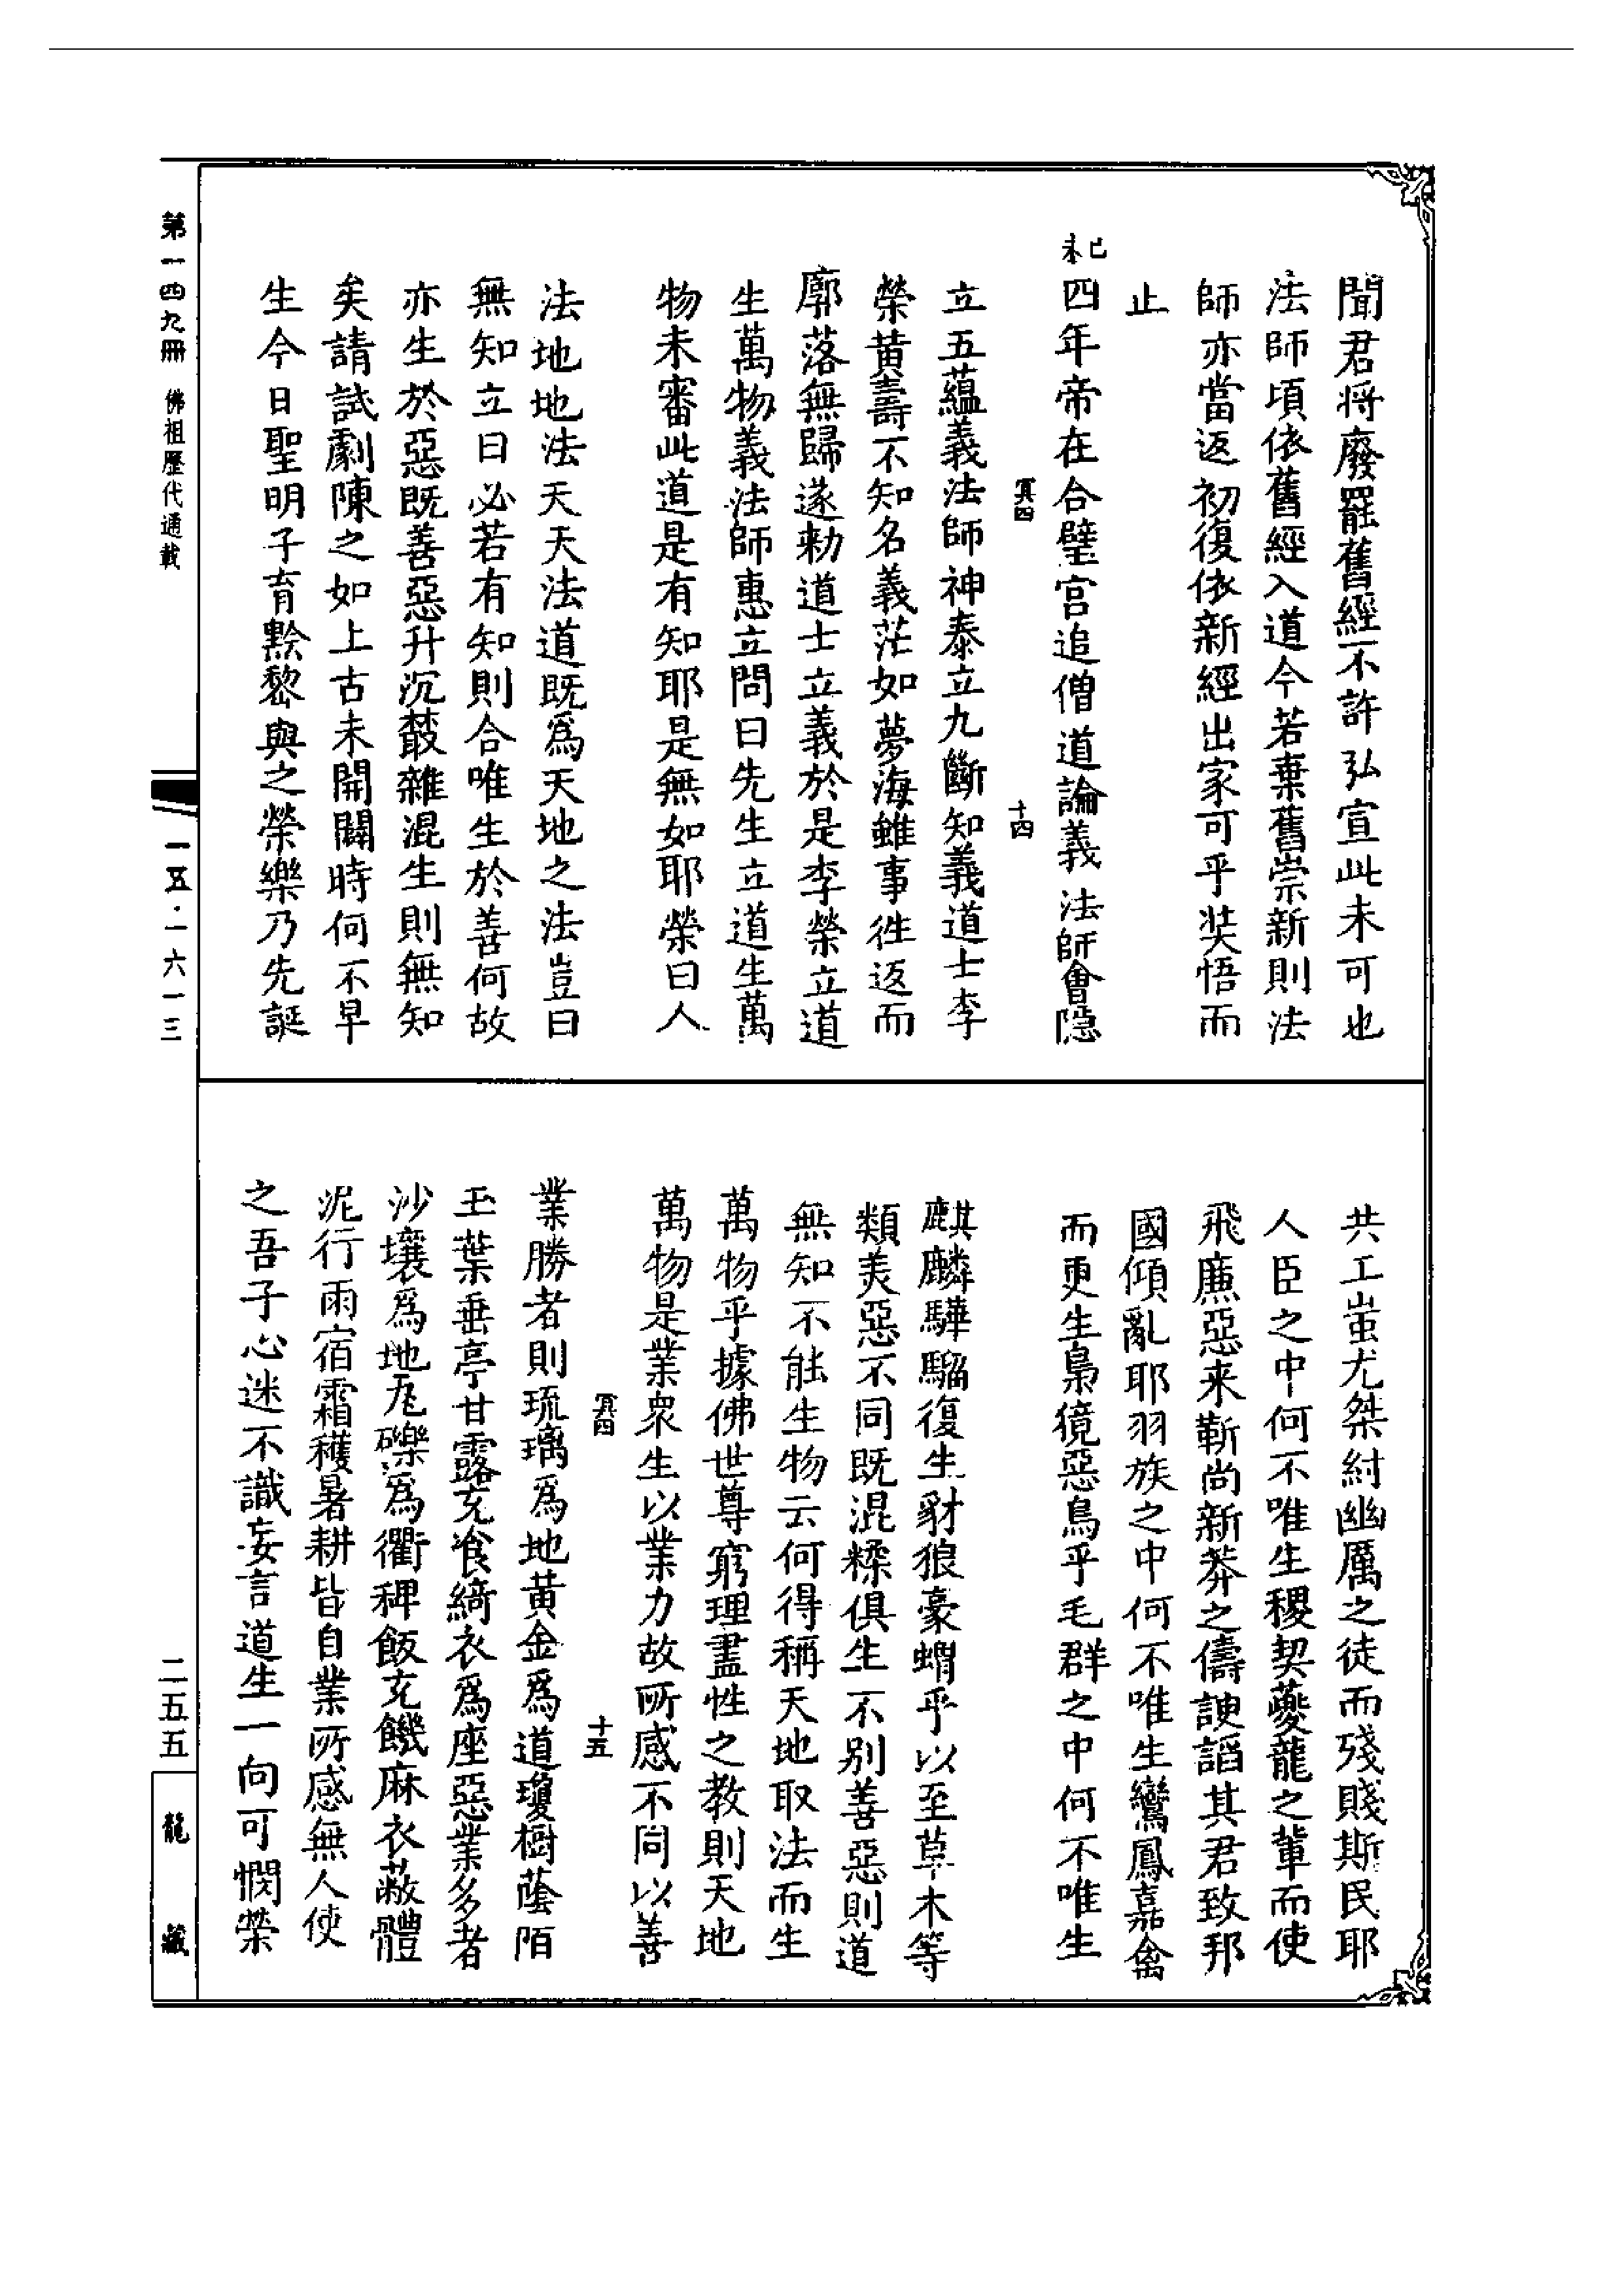 聞君将廢罷舊經不許弘宣此未可也
法師頃依舊經入道今若棄舊崇新則法
師亦當返初復依新經出家可乎奘悟而
止
己未
四年帝在合璧宮追僧道論義法師會隱
冥四 十四
立五蘊義法師神泰立九斷知義道士李
榮黄壽不知名義茫如夢海雖事徃返而
廓落無歸遂勅道士立義於是李榮立道
生萬物義法師惠立問曰先生立道生萬
物未審此道是有知耶是無如耶榮曰人
法地地法天天法道既爲天地之法豈曰
無知立曰必若有知則合唯生於善何故
亦生於惡既善惡升沉藂雜混生則無知
矣請試劇陳之如上古未開闢時何不早
生今日聖明子育黔黎與之榮樂乃先誕
共工蚩尤桀紂幽厲之徒而殘賤斯民耶
人臣之中何不唯生稷契夔龍之軰而使
飛廉惡来靳尚新莽之儔諛謟其君致邦
國傾亂耶羽族之中何不唯生鸞鳳嘉禽
而更生梟獍惡鳥乎毛群之中何不唯生
麒麟驊騮復生豺狼豪蝟乎以至草木等
類美惡不同既混糅俱生不别善惡則道
無知不能生物云何得稱天地取法而生
萬物乎據佛世尊窮理盡性之教則天地
萬物是業衆生以業力故所感不同以善
冥四 十五
業勝者則琉璃爲地黄金爲道瓊樹蔭陌
玉葉垂亭甘露充飡綺衣爲座惡業多者
沙壤爲地瓦礫爲衢稗飯充饑麻衣蔽體
泥行雨宿霜穫暑耕皆自業所感無人使
之吾子心迷不識妄言道生一向可憫榮
第一四九冊 佛祖歷代通載
一五·一六一三
二五五
龍藏